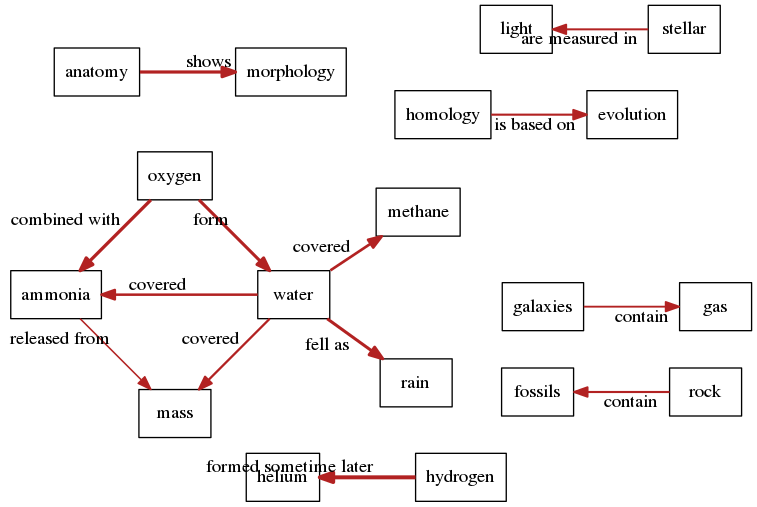 light
are measured in
stellar
anatomy
shows
morphology
homology
is based on
evolution
oxygen
combined with
form
methane
covered
ammonia
covered
water
galaxies
contain
gas
released from
covered
fell as
rain
fossils
contain
rock
mass
formed sometime later
helium
hydrogen